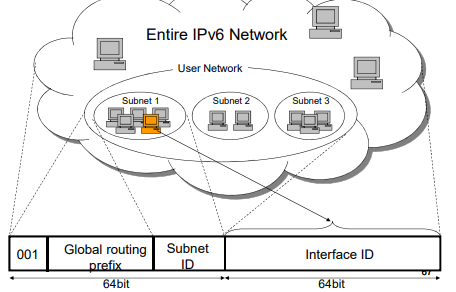 Entire IPv6 Network
User Network
Subnet 1
Subnet 2
Subnet 3
001
Global routing
prefix
Subnet
ID
Interface ID
67
64bit
64bit